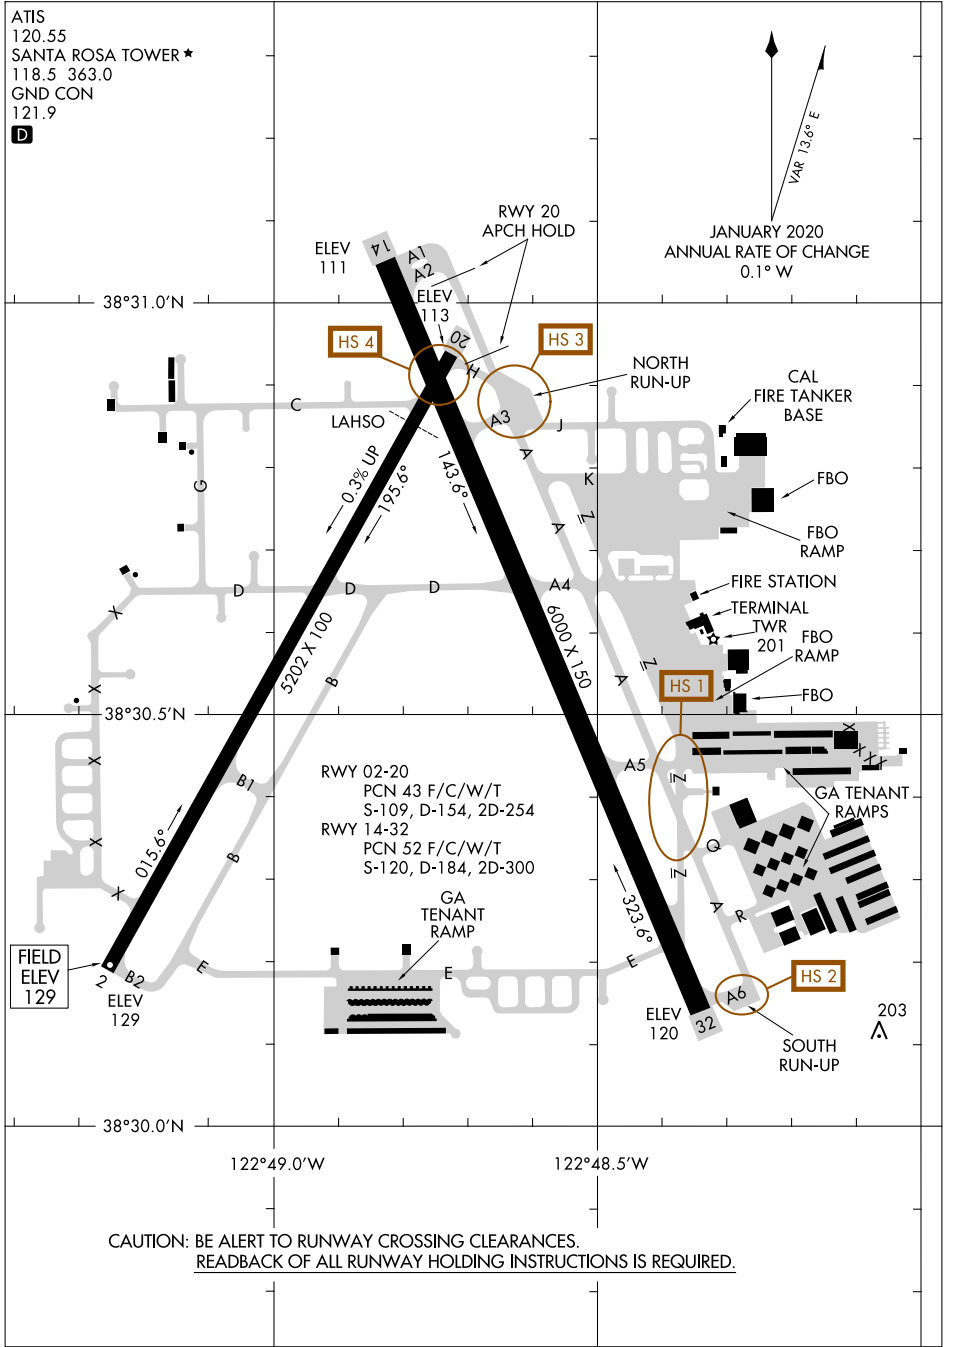 ATIS
120.55
SANTA ROSA TOWER ★
118.5 363.0
GND CON
121.9
D
VAR 13.6° E
JANUARY 2020
ANNUAL RATE OF CHANGE
0.1° W
RWY 20
APCH HOLD
ELEV
111
14
A1
A2
38°31.0'N
ELEV
113
20
HS 4
HS 3
H
NORTH
RUN-UP
CAL
FIRE TANKER
BASE
C
LAHSO
A3
J
A
G
0.3% UP
195.6°
143.6°
K
Z
A
FBO
FBO
RAMP
X
D
D
D
A4
FIRE STATION
TERMINAL
TWR
201
5202 X 100
6000 X 150
B
Z
A
FBO
RAMP
HS 1
FBO
X
38°30.5'N
X
X
X
X
X
B1
A5
Z
RWY 02-20
PCN 43 F/C/W/T
S-109, D-154, 2D-254
RWY 14-32
PCN 52 F/C/W/T
S-120, D-184, 2D-300
GA TENANT
RAMPS
015.6°
X
B
Q
Z
X
GA
TENANT
RAMP
323.6°
A
R
FIELD
ELEV
129
2
B2
E
E
E
ELEV
129
HS 2
A6
ELEV
120
32
203
SOUTH
RUN-UP
38°30.0'N
122°49.0'W
122°48.5'W
CAUTION: BE ALERT TO RUNWAY CROSSING CLEARANCES.
READBACK OF ALL RUNWAY HOLDING INSTRUCTIONS IS REQUIRED.